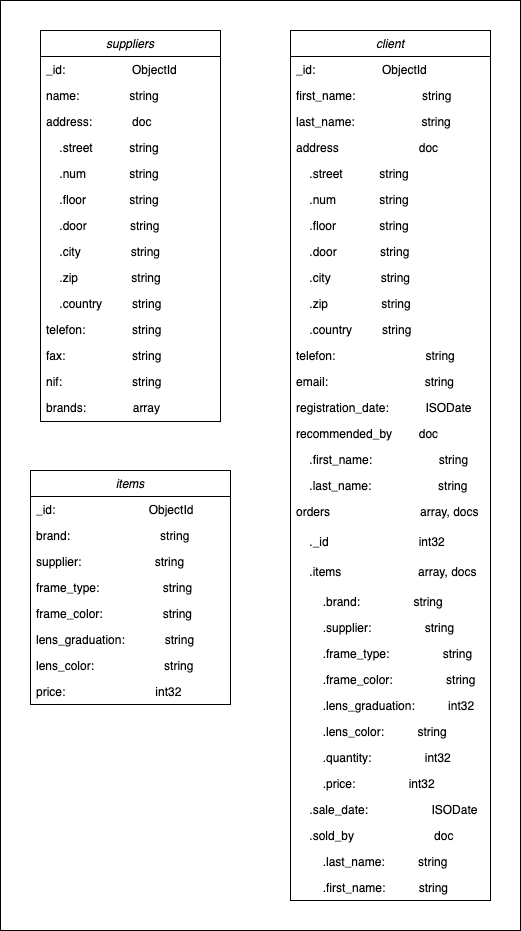 suppliers
_id: ObjectId
name: string
address: doc
.street string
.num string
.floor string
.door string
.city string
.zip string
.country string
telefon: string
fax: string
nif: string
brands: array
items
_id: ObjectId
brand: string
supplier: string
frame_type: string
frame_color: string
lens_graduation: string
lens_color: string
price: int32
client
_id: ObjectId
first_name: string
last_name: string
address doc
.street string
.num string
.floor string
.door string
.city string
.zip string
.country string
telefon: string
email: string
registration_date: ISODate
recommended_by doc
.first_name: string
.last_name: string
orders array, docs
._id int32
.items array, docs
.brand: string
.supplier: string
.frame_type: string
.frame_color: string
.lens_graduation: int32
.lens_color: string
.quantity: int32
.price: int32
.sale_date: ISODate
.sold_by doc
.last_name: string
.first_name: string